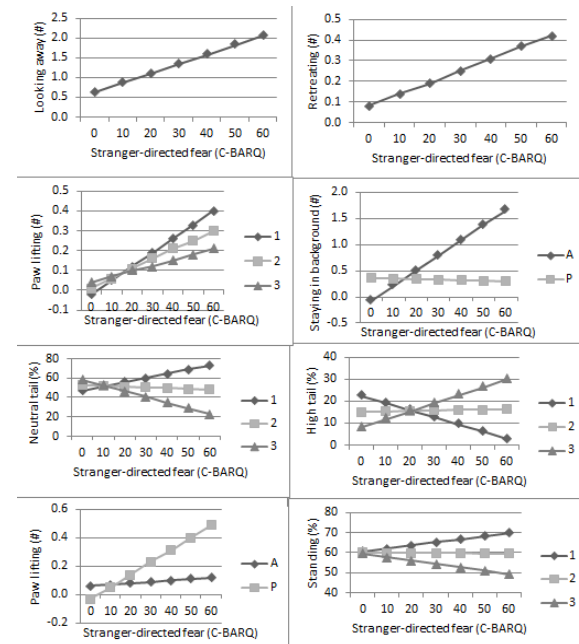 Looking away (#)
2.5
2.0
1.5
1.0
0.5
0.0
0 10 20 30 40 50 60
Stranger-directed fear (C-BARQ)
Retreating (#)
0.5
0.4
0.3
0.2
0.1
0.0
0 10 20 30 40 50 60
Stranger-directed fear (C-BARQ)
Paw lifting (#)
0.5
0.4
0.3
0.2
0.1
0.0
-0.1
0 10 20 30 40 50 60
Stranger-directed fear (C-BARQ)
1
2
3
Staying in background (#)
2.0
1.5
1.0
0.5
0.0
-0.5
0 10 20 30 40 50 60
Stranger-directed fear (C-BARQ)
A
P
Neutral tail (%)
80
60
40
20
0
0 10 20 30 40 50 60
Stranger-directed fear (C-BARQ)
1
2
3
High tail (%)
40
30
20
10
0
0 10 20 30 40 50 60
Stranger-directed fear (C-BARQ)
1
2
3
Paw lifting (#)
0.6
0.4
0.2
0.0
-0.2
0 10 20 30 40 50 60
Stranger-directed fear (C-BARQ)
A
P
Standing (%)
80
70
60
50
40
0 10 20 30 40 50 60
Stranger-directed fear (C-BARQ)
1
2
3